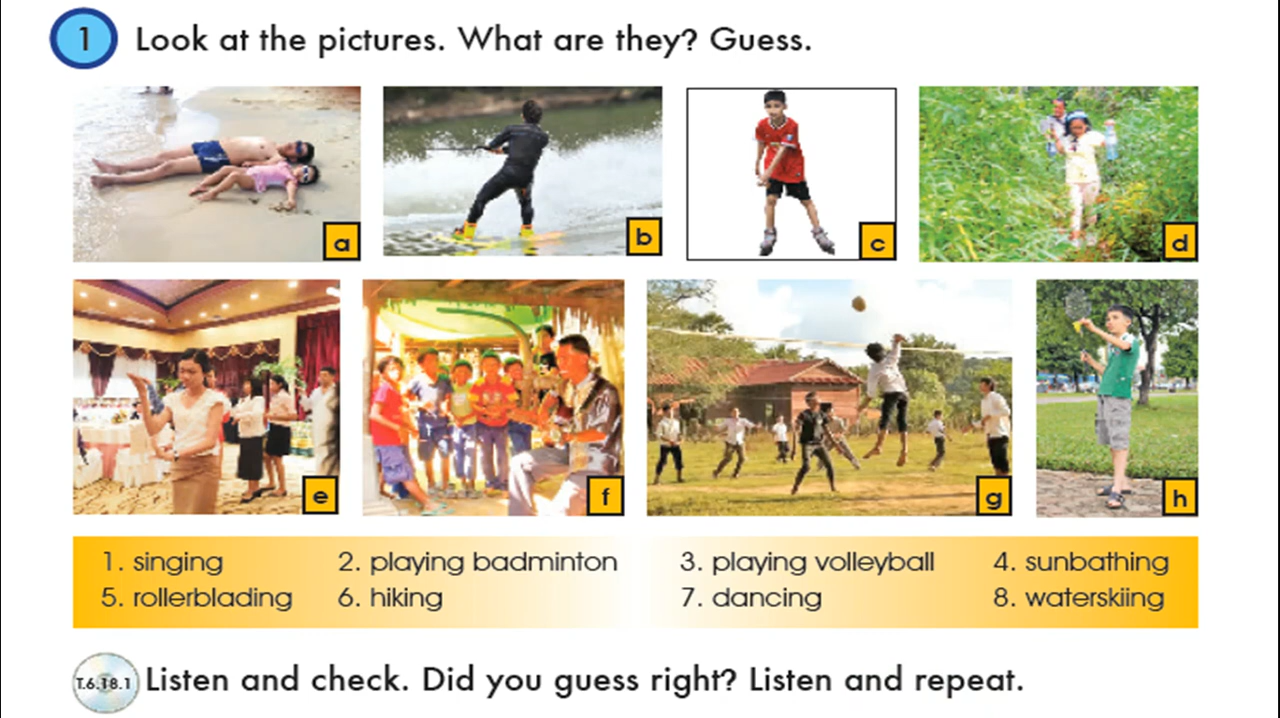 1 Look at the pictures. What are they? Guess.
a b c d
e f g h
1. singing 2. playing badminton 3. playing volleyball 4. sunbathing
5. rollerblading 6. hiking 7. dancing 8. waterskiing
T.6.18.1 Listen and check. Did you guess right? Listen and repeat.